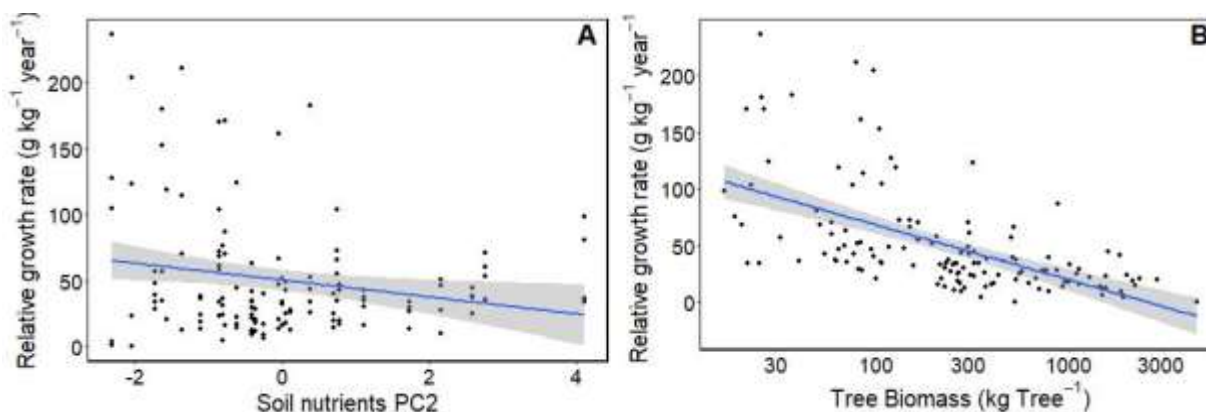 A
Relative growth rate (g kg⁻¹ year⁻¹)
200
150
100
50
0
-2 0 2 4
Soil nutrients PC2
B
Relative growth rate (g kg⁻¹ year⁻¹)
200
150
100
50
0
30 100 300 1000 3000
Tree Biomass (kg Tree⁻¹)